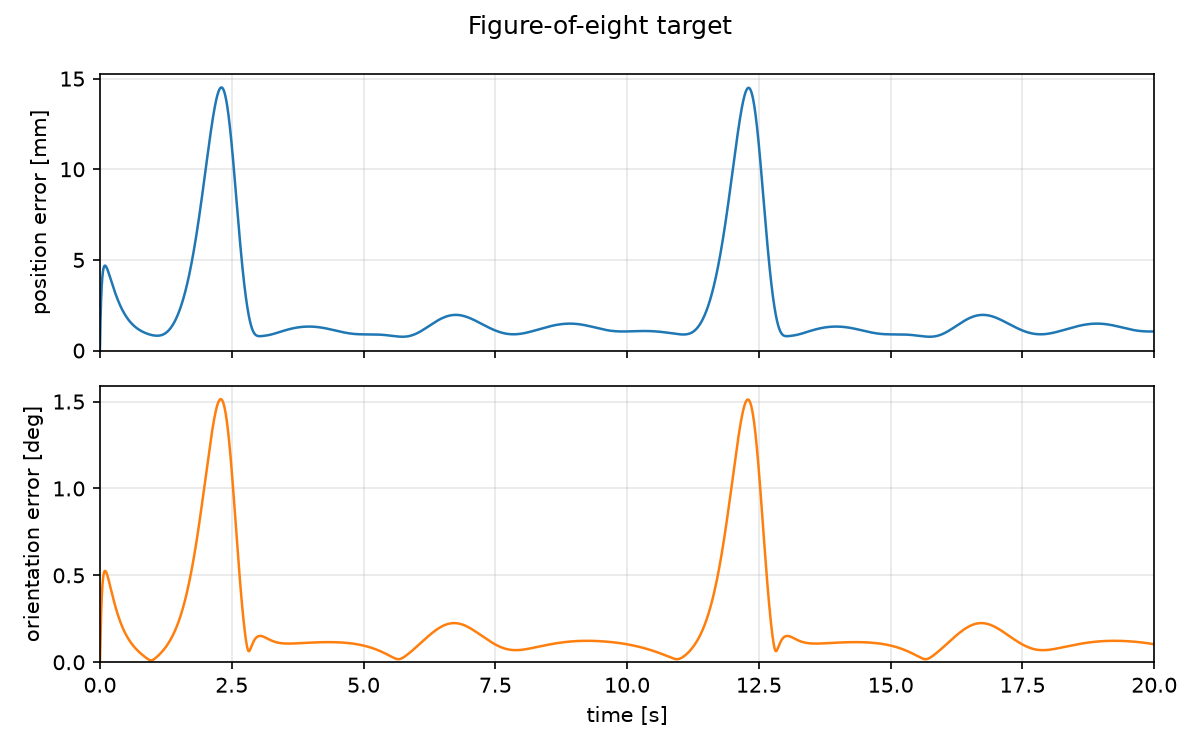 Figure-of-eight target
position error [mm]
15
10
5
0
orientation error [deg]
1.5
1.0
0.5
0.0
0.0 2.5 5.0 7.5 10.0 12.5 15.0 17.5 20.0
time [s]